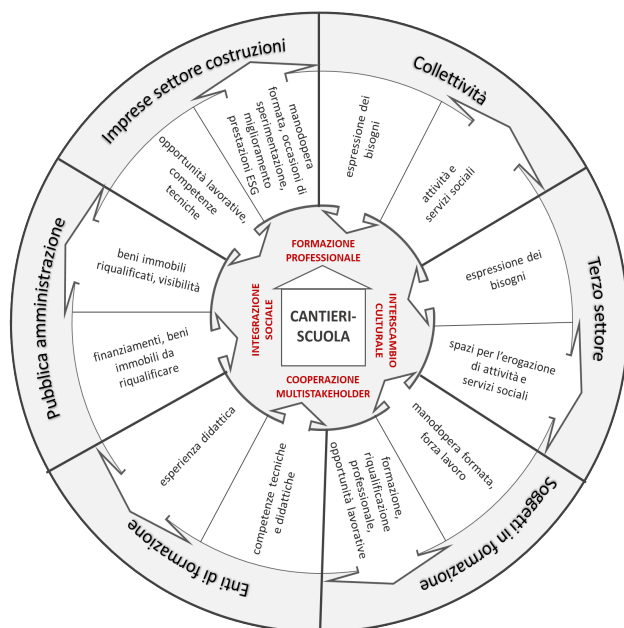 Imprese settore costruzioni
Collettività
Terzo settore
Soggetti in formazione
Enti di formazione
Pubblica amministrazione
manodopera
formata, occasioni di
sperimentazione,
miglioramento
prestazioni ESG
opportunità lavorative,
competenze
tecniche
espressione dei
bisogni
attività e
servizi sociali
espressione dei
bisogni
spazi per l'erogazione
di attività e
servizi sociali
manodopera formata,
forza lavoro
formazione,
riqualificazione
professionale,
opportunità lavorative
competenze tecniche
e didattiche
esperienza didattica
finanziamenti, beni
immobili da
riqualificare
beni immobili
riqualificati, visibilità
FORMAZIONE
PROFESSIONALE
INTERSCAMBIO
CULTURALE
COOPERAZIONE
MULTISTAKEHOLDER
INTEGRAZIONE
SOCIALE
CANTIERI-
SCUOLA